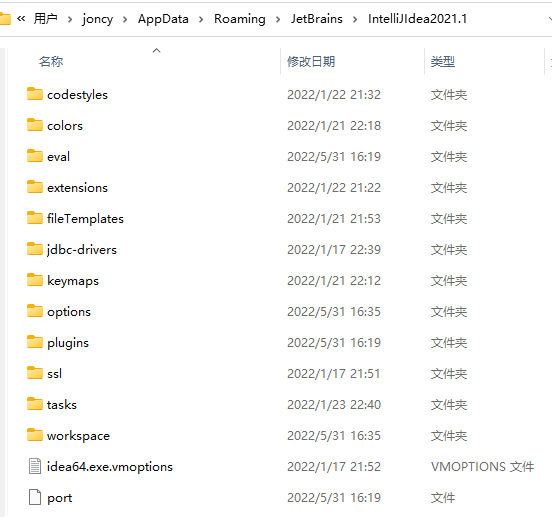 « 用户 › joncy › AppData › Roaming › JetBrains › IntelliJIdea2021.1
名称 修改日期 类型
codestyles 2022/1/22 21:32 文件夹
colors 2022/1/21 22:18 文件夹
eval 2022/5/31 16:19 文件夹
extensions 2022/1/22 21:22 文件夹
fileTemplates 2022/1/21 21:53 文件夹
jdbc-drivers 2022/1/17 22:39 文件夹
keymaps 2022/1/21 22:12 文件夹
options 2022/5/31 16:35 文件夹
plugins 2022/5/31 16:19 文件夹
ssl 2022/1/17 21:51 文件夹
tasks 2022/1/23 22:40 文件夹
workspace 2022/5/31 16:35 文件夹
idea64.exe.vmoptions 2022/1/17 21:52 VMOPTIONS 文件
port 2022/5/31 16:19 文件